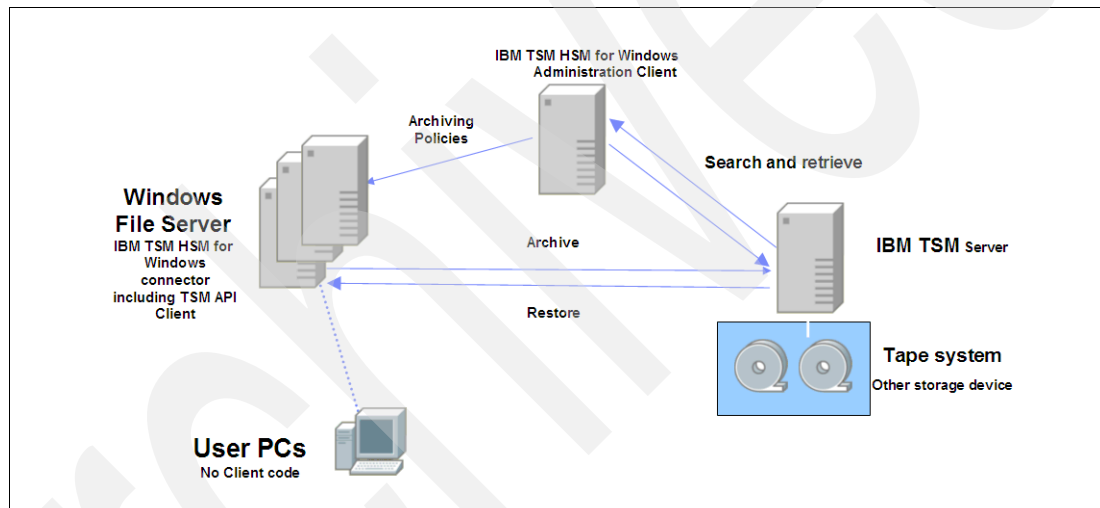 IBM TSM HSM for Windows
Administration Client
Archiving
Policies
Search and retrieve
Windows
File Server
IBM TSM HSM for
Windows
connector
including TSM API
Client
Archive
IBM TSM Server
Restore
Tape system
Other storage device
User PCs
No Client code